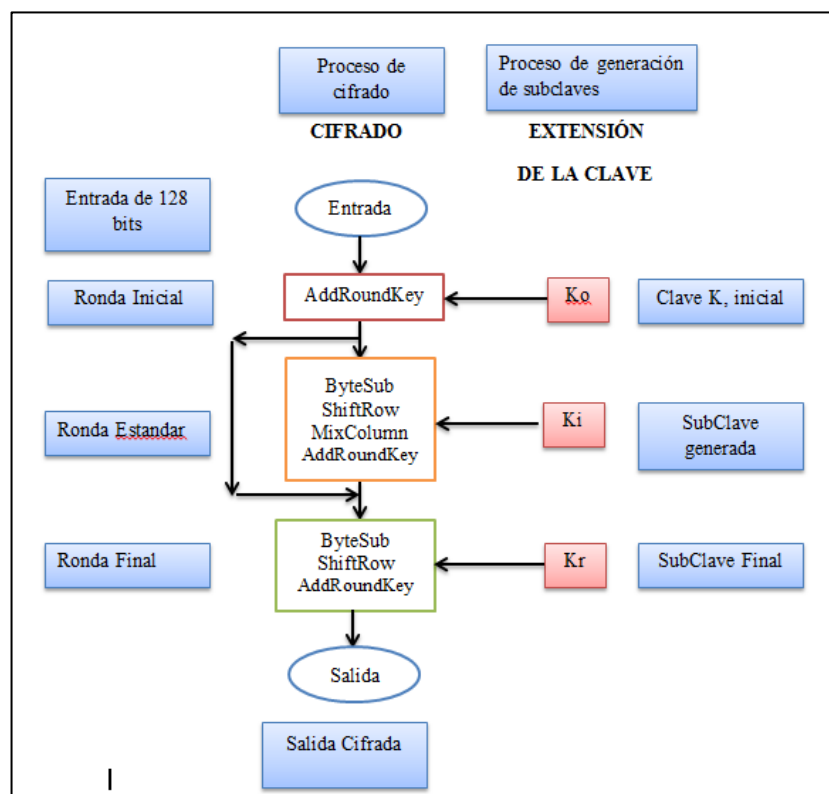 Proceso de
cifrado
Proceso de generación
de subclaves
CIFRADO
EXTENSIÓN
DE LA CLAVE
Entrada de 128
bits
Entrada
Ronda Inicial
AddRoundKey
Ko
Clave K, inicial
ByteSub
ShiftRow
MixColumn
AddRoundKey
Ronda Estandar
Ki
SubClave
generada
Ronda Final
ByteSub
ShiftRow
AddRoundKey
Kr
SubClave Final
Salida
Salida Cifrada